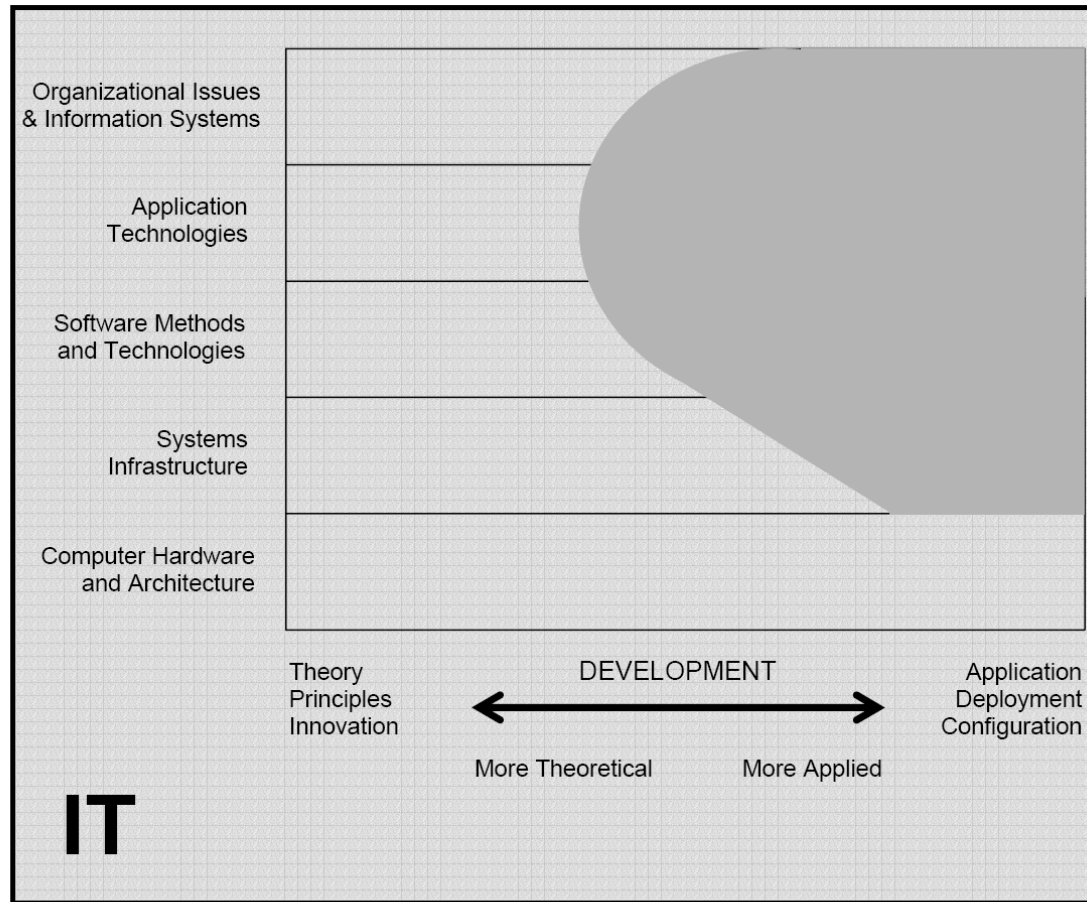 Organizational Issues
& Information Systems
Application
Technologies
Software Methods
and Technologies
Systems
Infrastructure
Computer Hardware
and Architecture
Theory
Principles
Innovation
DEVELOPMENT
More Theoretical
More Applied
Application
Deployment
Configuration
IT